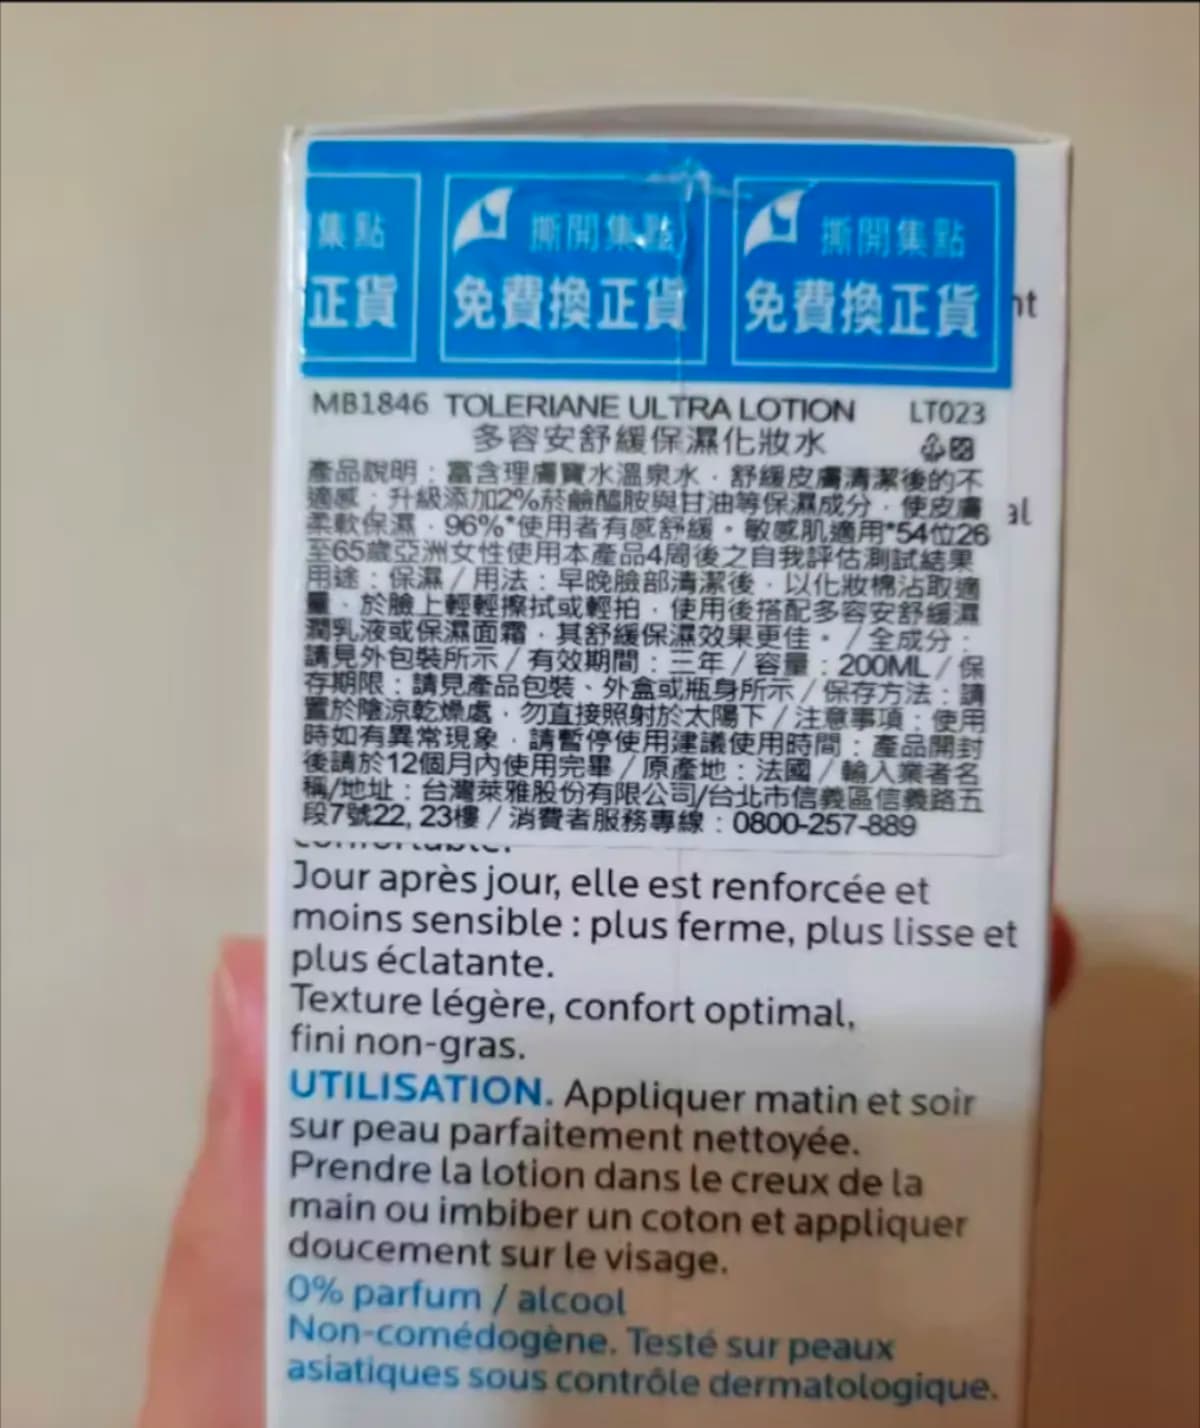 集點
正貨
撕開集點
免費換正貨
撕開集點
免費換正貨
nt
MB1846 TOLERIANE ULTRA LOTION LT023
多容安舒緩保濕化妝水
產品說明：富含理膚寶水溫泉水，舒緩皮膚清潔後的不
適感，升級添加2%菸鹼醯胺與甘油等保濕成分，使皮膚
al
柔軟保濕，96%*使用者有感舒緩。敏感肌適用*54位26
至65歲亞洲女性使用本產品4周後之自我評估測試結果
用途：保濕/用法：早晚臉部清潔後，以化妝棉沾取適
量，於臉上輕輕擦拭或輕拍，使用後搭配多容安舒緩濕
潤乳液或保濕面霜，其舒緩保濕效果更佳。/全成分：
請見外包裝所示/有效期間：三年/容量：200ML/保
存期限：請見產品包裝、外盒或瓶身所示/保存方法：請
置於陰涼乾燥處，勿直接照射於太陽下/注意事項：使用
時如有異常現象，請暫停使用建議使用時間：產品開封
後請於12個月內使用完畢/原產地：法國/輸入業者名
稱/地址：台灣萊雅股份有限公司/台北市信義區信義路五
段7號22, 23樓/消費者服務專線：0800-257-889
Jour après jour, elle est renforcée et
moins sensible : plus ferme, plus lisse et
plus éclatante.
Texture légère, confort optimal,
fini non-gras.
UTILISATION. Appliquer matin et soir
sur peau parfaitement nettoyée.
Prendre la lotion dans le creux de la
main ou imbiber un coton et appliquer
doucement sur le visage.
0% parfum / alcool
Non-comédogène. Testé sur peaux
asiatiques sous contrôle dermatologique.